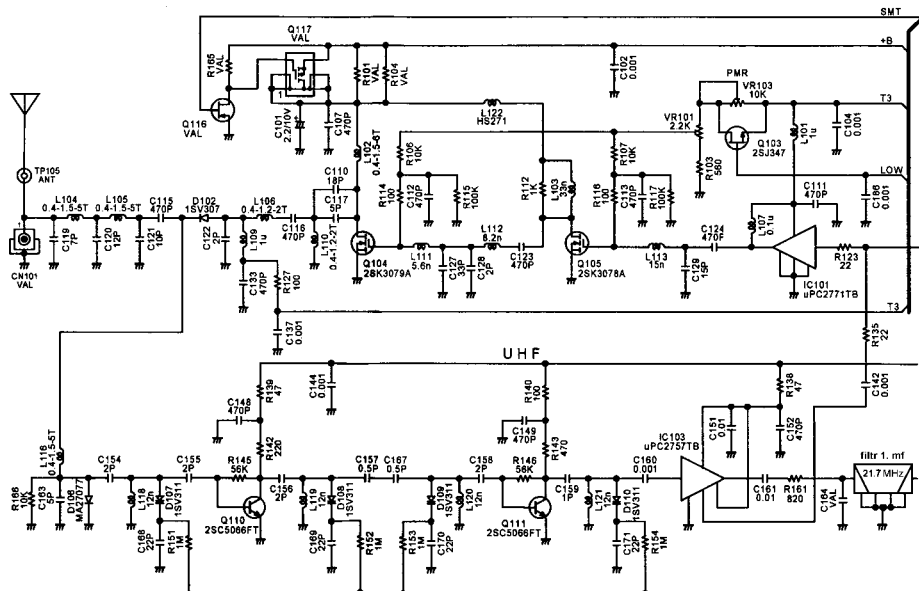 SMT
Q117
VAL
+B
R165
VAL
R101
VAL
R104
VAL
C102
0.001
PMR
VR103
10K
T3
Q116
VAL
1
C101
2.2/10V
C107
470P
L122
HS271
VR101
2.2K
Q103
2SJ347
L101
1u
C104
0.001
TP105
ANT
L102
0.4-1.5-6T
R106
10K
R107
10K
R103
560
LOW
C110
18P
R114
100
C112
470P
R115
100K
R112
1K
L103
33n
R116
100
C113
470P
R117
100K
C111
470P
C186
0.001
L104
0.4-1.5-5T
L105
0.4-1.5-5T
C115
470P
D102
1SV307
L106
0.4-1.2-2T
C117
5P
L107
0.1u
1
CN101
VAL
C119
7P
C120
12P
C121
10P
C122
2P
L109
1u
C116
470P
L110
0.4-1.2-2T
Q104
2SK3079A
L111
5.6n
C127
33P
C128
2P
L112
8.2n
C123
470P
Q105
2SK3078A
L113
15n
C129
15P
C124
470F
IC101
uPC2771TB
R123
22
C133
470P
R127
100
C137
0.001
T3
R135
22
UHF
R139
47
C144
0.001
R140
100
R138
47
C142
0.001
C148
470P
R142
220
C149
470P
R143
470
IC103
uPC2757TB
C151
0.01
C152
470P
filtr 1. mf
21.7 MHz
L116
0.4-1.5-5T
C154
2P
C155
2P
R145
56K
C157
0.5P
C167
0.5P
C158
2P
R146
56K
C160
0.001
R166
10K
C163
5P
D106
MA27077
L118
12n
D107
1SV311
C156
2P
L119
12n
D108
1SV311
D109
1SV311
L120
12n
C159
1P
L121
12n
D110
1SV311
C161
0.01
R161
820
C164
VAL
Q110
2SC5066FT
Q111
2SC5066FT
C168
22P
R151
1M
C169
22P
R152
1M
R153
1M
C170
22P
C171
22P
R154
1M